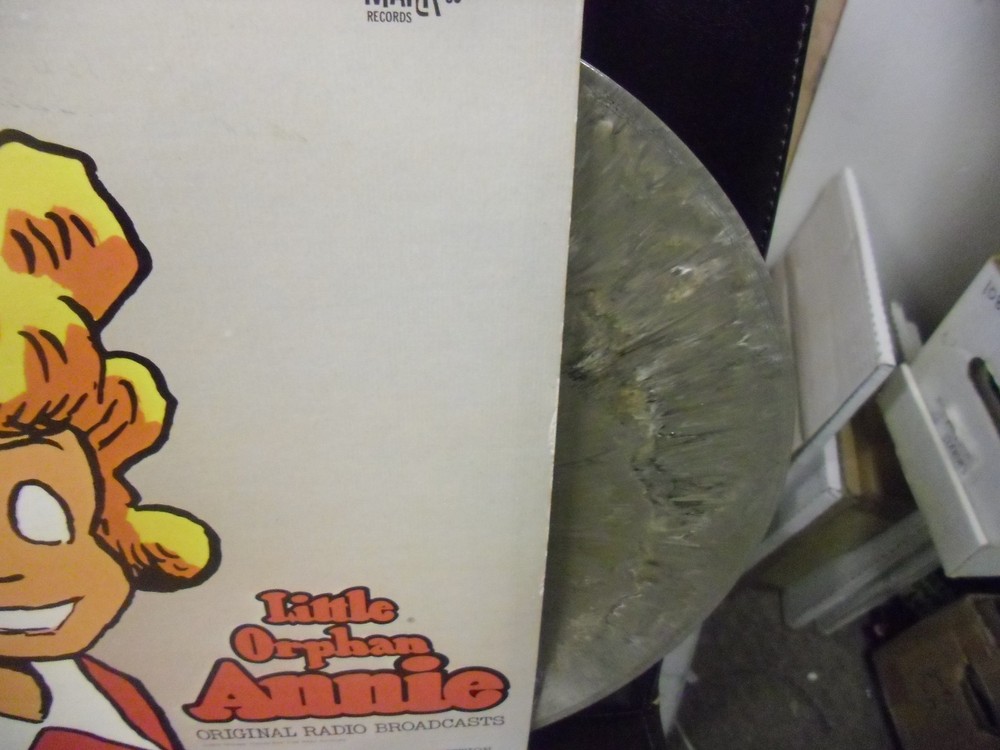 RECORDS
Little
Orphan
Annie
ORIGINAL RADIO BROADCASTS